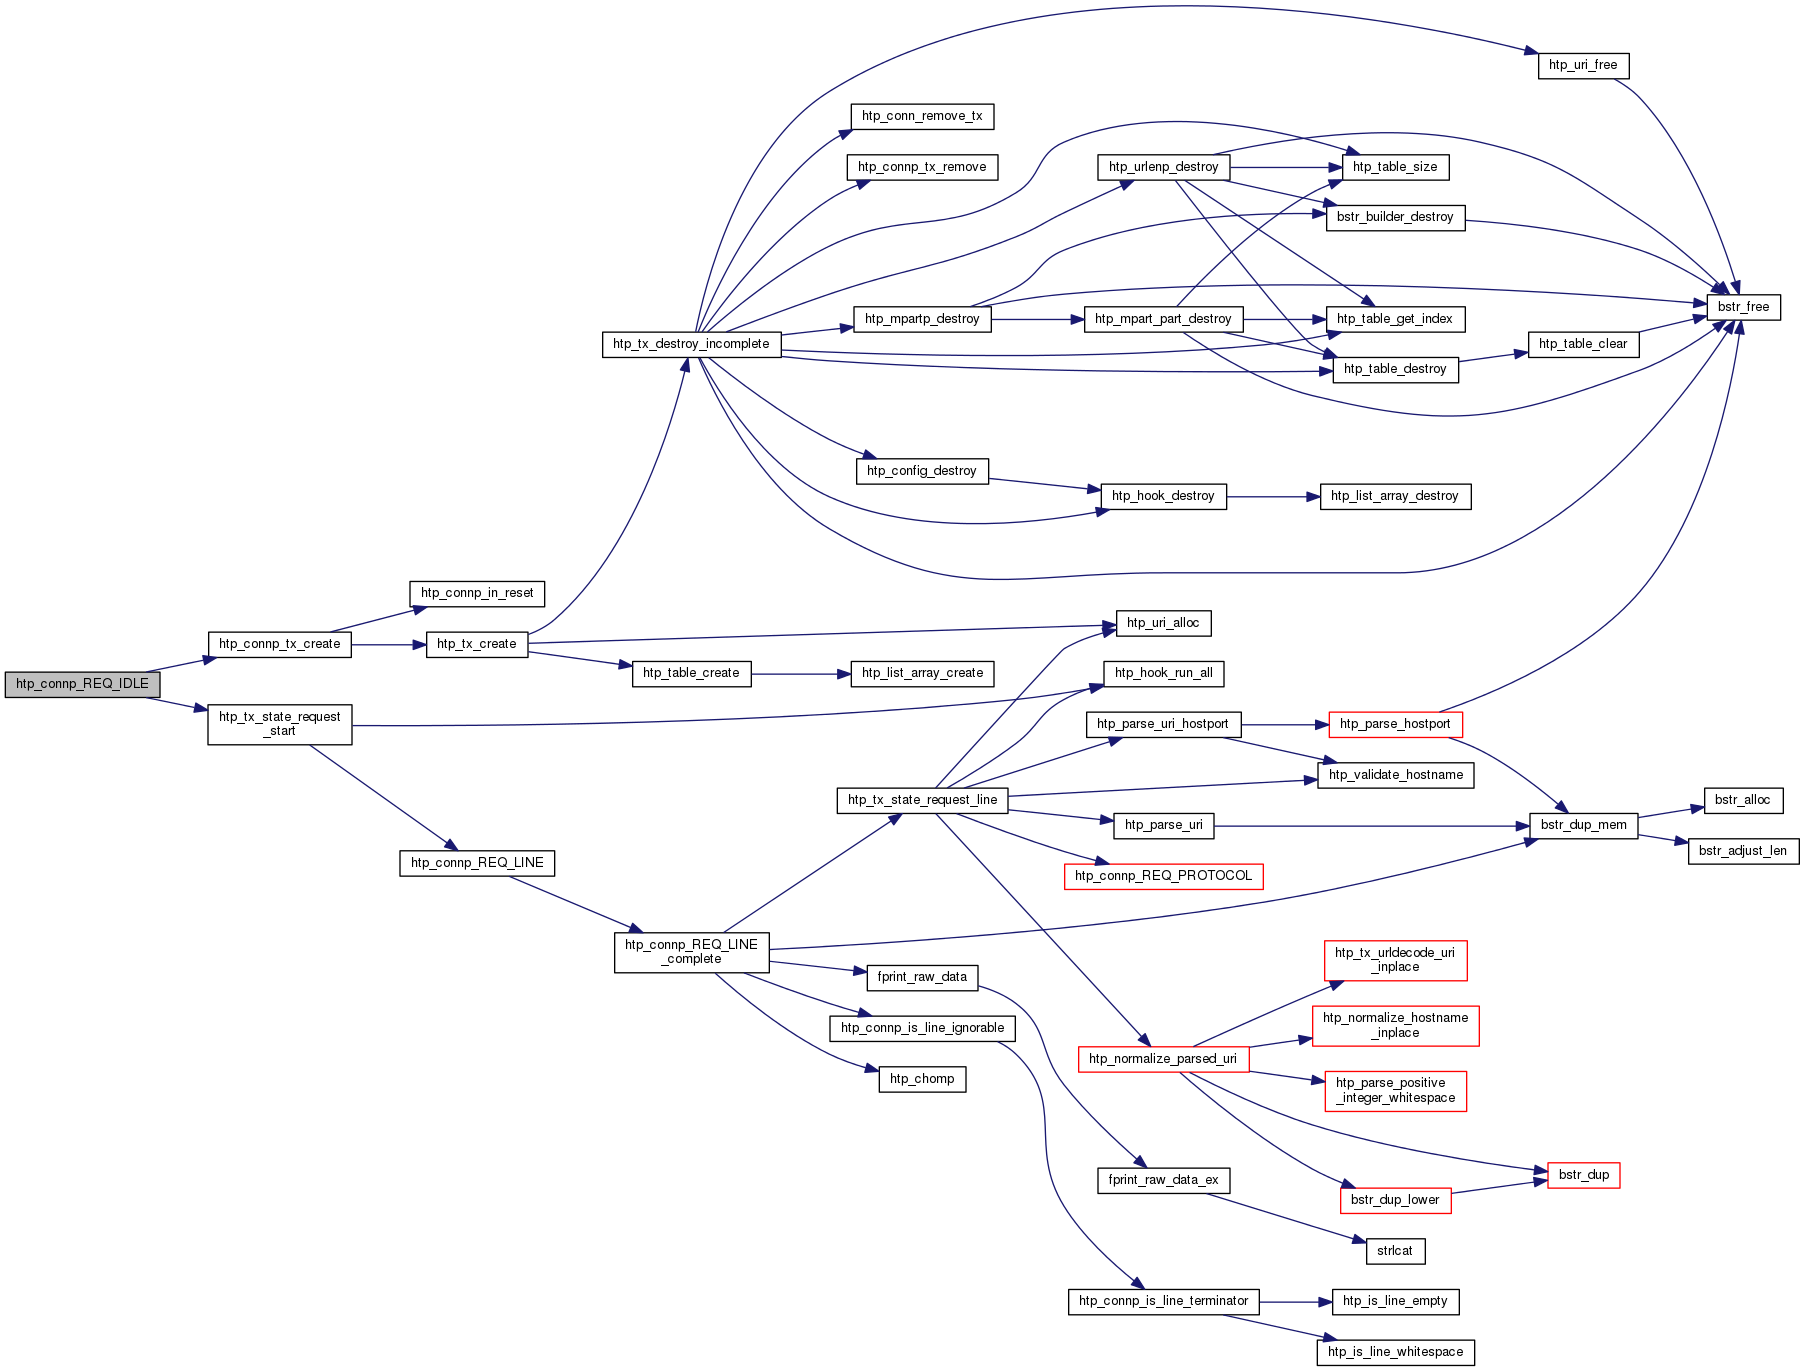 htp_uri_free
htp_conn_remove_tx
htp_connp_tx_remove
htp_urlenp_destroy
htp_table_size
bstr_builder_destroy
htp_mpartp_destroy
htp_mpart_part_destroy
htp_table_get_index
bstr_free
htp_tx_destroy_incomplete
htp_table_clear
htp_table_destroy
htp_config_destroy
htp_hook_destroy
htp_list_array_destroy
htp_connp_in_reset
htp_uri_alloc
htp_connp_tx_create
htp_tx_create
htp_table_create
htp_list_array_create
htp_hook_run_all
htp_connp_REQ_IDLE
htp_tx_state_request
_start
htp_parse_uri_hostport
htp_parse_hostport
htp_validate_hostname
htp_tx_state_request_line
bstr_alloc
htp_parse_uri
bstr_dup_mem
bstr_adjust_len
htp_connp_REQ_LINE
htp_connp_REQ_PROTOCOL
htp_connp_REQ_LINE
_complete
htp_tx_urldecode_uri
_inplace
fprint_raw_data
htp_connp_is_line_ignorable
htp_normalize_hostname
_inplace
htp_normalize_parsed_uri
htp_chomp
htp_parse_positive
_integer_whitespace
fprint_raw_data_ex
bstr_dup
bstr_dup_lower
strlcat
htp_connp_is_line_terminator
htp_is_line_empty
htp_is_line_whitespace